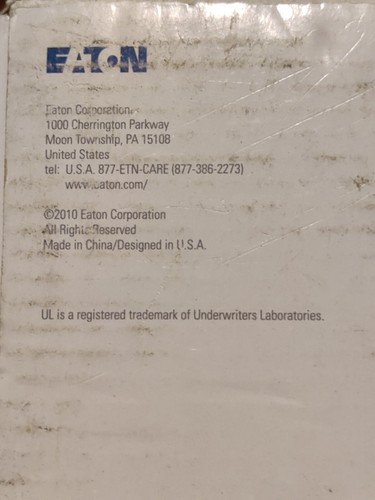 EATON
Eaton Corporation
1000 Cherrington Parkway
Moon Township, PA 15108
United States
tel: U.S.A. 877-ETN-CARE (877-386-2273)
www.eaton.com/
©2010 Eaton Corporation
All Rights Reserved
Made in China/Designed in U.S.A.
UL is a registered trademark of Underwriters Laboratories.